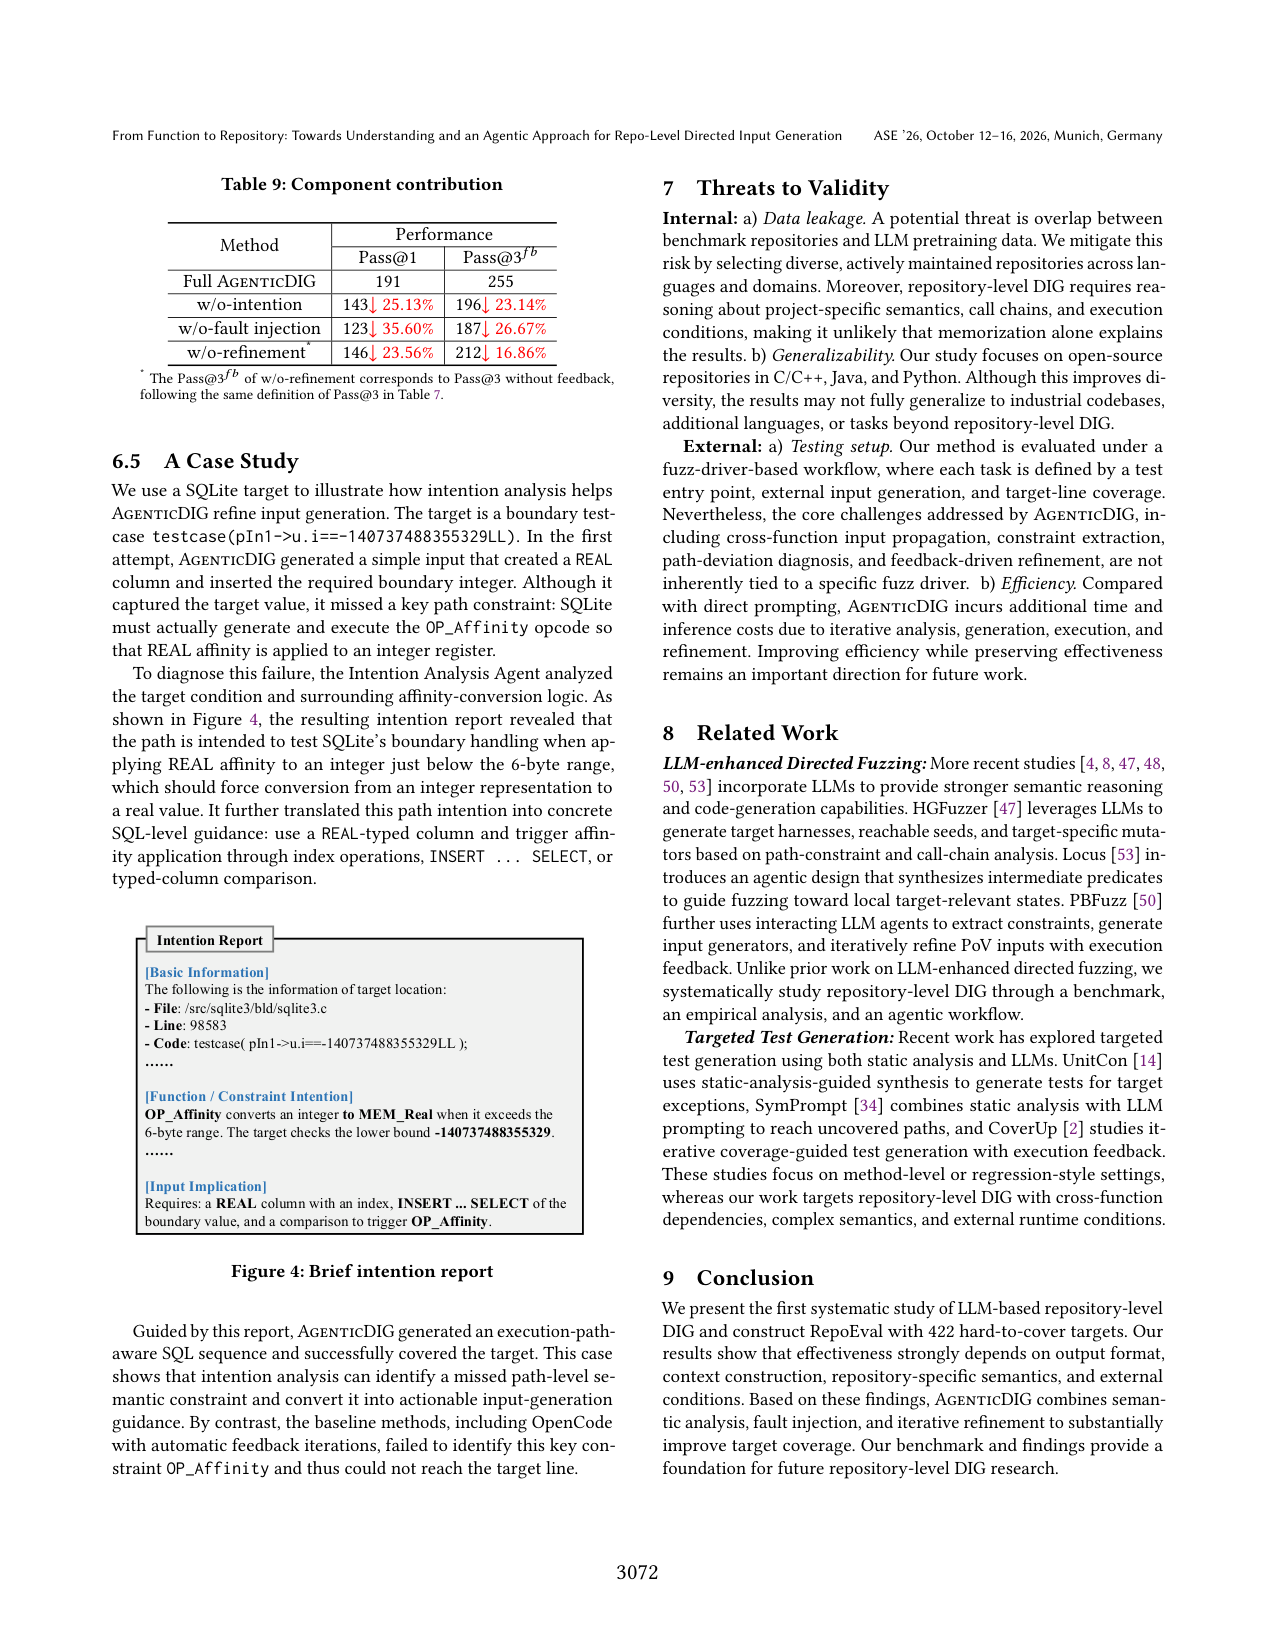 From Function to Repository: Towards Understanding and an Agentic Approach for Repo-Level Directed Input Generation ASE ’26, October 12–16, 2026, Munich, Germany
Table 9: Component contribution
Method Performance
Pass@1 Pass@3fb
Full AgenticDIG 191 255
w/o-intention 143↓ 25.13% 196↓ 23.14%
w/o-fault injection 123↓ 35.60% 187↓ 26.67%
w/o-refinement* 146↓ 23.56% 212↓ 16.86%
* The Pass@3fb of w/o-refinement corresponds to Pass@3 without feedback,
following the same definition of Pass@3 in Table 7.
6.5 A Case Study
We use a SQLite target to illustrate how intention analysis helps
AgenticDIG refine input generation. The target is a boundary test-
case testcase(pIn1->u.i==-140737488355329LL). In the first
attempt, AgenticDIG generated a simple input that created a REAL
column and inserted the required boundary integer. Although it
captured the target value, it missed a key path constraint: SQLite
must actually generate and execute the OP_Affinity opcode so
that REAL affinity is applied to an integer register.
To diagnose this failure, the Intention Analysis Agent analyzed
the target condition and surrounding affinity-conversion logic. As
shown in Figure 4, the resulting intention report revealed that
the path is intended to test SQLite’s boundary handling when ap-
plying REAL affinity to an integer just below the 6-byte range,
which should force conversion from an integer representation to
a real value. It further translated this path intention into concrete
SQL-level guidance: use a REAL-typed column and trigger affin-
ity application through index operations, INSERT ... SELECT, or
typed-column comparison.
Intention Report
[Basic Information]
The following is the information of target location:
- File: /src/sqlite3/bld/sqlite3.c
- Line: 98583
- Code: testcase( pIn1->u.i==-140737488355329LL );
......
[Function / Constraint Intention]
OP_Affinity converts an integer to MEM_Real when it exceeds the
6-byte range. The target checks the lower bound -140737488355329.
......
[Input Implication]
Requires: a REAL column with an index, INSERT ... SELECT of the
boundary value, and a comparison to trigger OP_Affinity.
Figure 4: Brief intention report
Guided by this report, AgenticDIG generated an execution-path-
aware SQL sequence and successfully covered the target. This case
shows that intention analysis can identify a missed path-level se-
mantic constraint and convert it into actionable input-generation
guidance. By contrast, the baseline methods, including OpenCode
with automatic feedback iterations, failed to identify this key con-
straint OP_Affinity and thus could not reach the target line.
7 Threats to Validity
Internal: a) Data leakage. A potential threat is overlap between
benchmark repositories and LLM pretraining data. We mitigate this
risk by selecting diverse, actively maintained repositories across lan-
guages and domains. Moreover, repository-level DIG requires rea-
soning about project-specific semantics, call chains, and execution
conditions, making it unlikely that memorization alone explains
the results. b) Generalizability. Our study focuses on open-source
repositories in C/C++, Java, and Python. Although this improves di-
versity, the results may not fully generalize to industrial codebases,
additional languages, or tasks beyond repository-level DIG.
External: a) Testing setup. Our method is evaluated under a
fuzz-driver-based workflow, where each task is defined by a test
entry point, external input generation, and target-line coverage.
Nevertheless, the core challenges addressed by AgenticDIG, in-
cluding cross-function input propagation, constraint extraction,
path-deviation diagnosis, and feedback-driven refinement, are not
inherently tied to a specific fuzz driver. b) Efficiency. Compared
with direct prompting, AgenticDIG incurs additional time and
inference costs due to iterative analysis, generation, execution, and
refinement. Improving efficiency while preserving effectiveness
remains an important direction for future work.
8 Related Work
LLM-enhanced Directed Fuzzing: More recent studies [4, 8, 47, 48,
50, 53] incorporate LLMs to provide stronger semantic reasoning
and code-generation capabilities. HGFuzzer [47] leverages LLMs to
generate target harnesses, reachable seeds, and target-specific muta-
tors based on path-constraint and call-chain analysis. Locus [53] in-
troduces an agentic design that synthesizes intermediate predicates
to guide fuzzing toward local target-relevant states. PBFuzz [50]
further uses interacting LLM agents to extract constraints, generate
input generators, and iteratively refine PoV inputs with execution
feedback. Unlike prior work on LLM-enhanced directed fuzzing, we
systematically study repository-level DIG through a benchmark,
an empirical analysis, and an agentic workflow.
Targeted Test Generation: Recent work has explored targeted
test generation using both static analysis and LLMs. UnitCon [14]
uses static-analysis-guided synthesis to generate tests for target
exceptions, SymPrompt [34] combines static analysis with LLM
prompting to reach uncovered paths, and CoverUp [2] studies it-
erative coverage-guided test generation with execution feedback.
These studies focus on method-level or regression-style settings,
whereas our work targets repository-level DIG with cross-function
dependencies, complex semantics, and external runtime conditions.
9 Conclusion
We present the first systematic study of LLM-based repository-level
DIG and construct RepoEval with 422 hard-to-cover targets. Our
results show that effectiveness strongly depends on output format,
context construction, repository-specific semantics, and external
conditions. Based on these findings, AgenticDIG combines seman-
tic analysis, fault injection, and iterative refinement to substantially
improve target coverage. Our benchmark and findings provide a
foundation for future repository-level DIG research.
3072